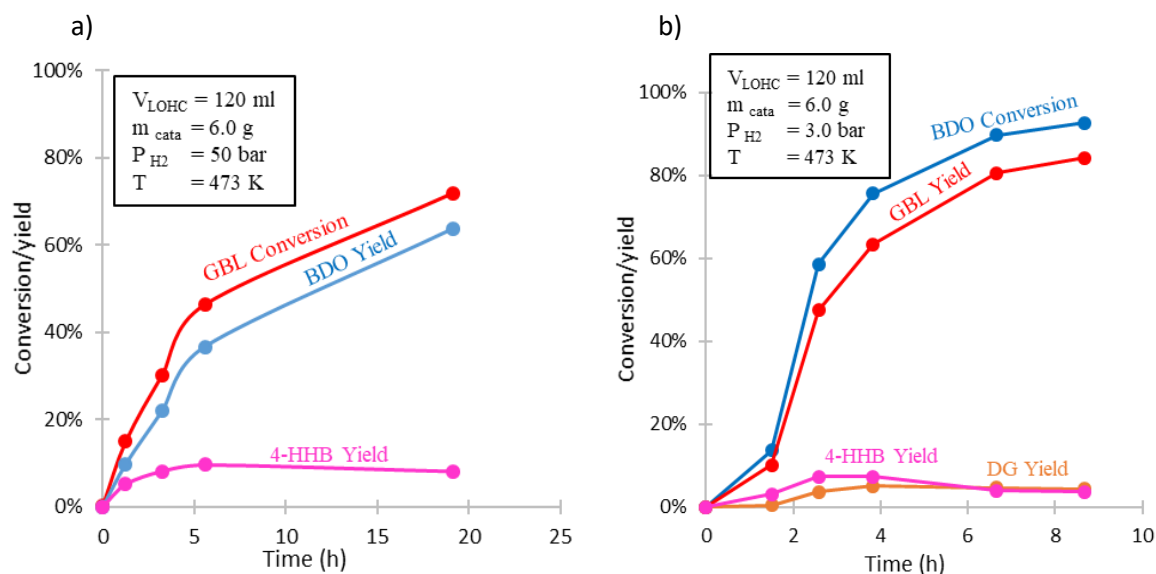 a)
100%
80%
60%
40%
20%
0%
Conversion/yield
V LOHC = 120 ml
m cata = 6.0 g
P H2 = 50 bar
T = 473 K
GBL Conversion
BDO Yield
4-HHB Yield
0 5 10 15 20 25
Time (h)
b)
100%
80%
60%
40%
20%
0%
Conversion/yield
V LOHC = 120 ml
m cata = 6.0 g
P H2 = 3.0 bar
T = 473 K
BDO Conversion
GBL Yield
4-HHB Yield
DG Yield
0 2 4 6 8 10
Time (h)